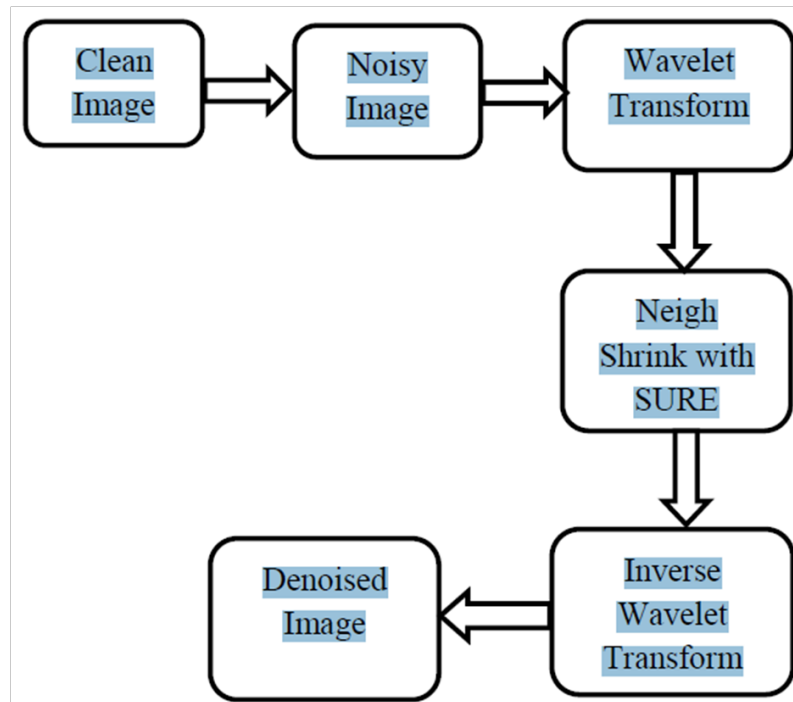 Clean
Image
Noisy
Image
Wavelet
Transform
Neigh
Shrink with
SURE
Inverse
Wavelet
Transform
Denoised
Image